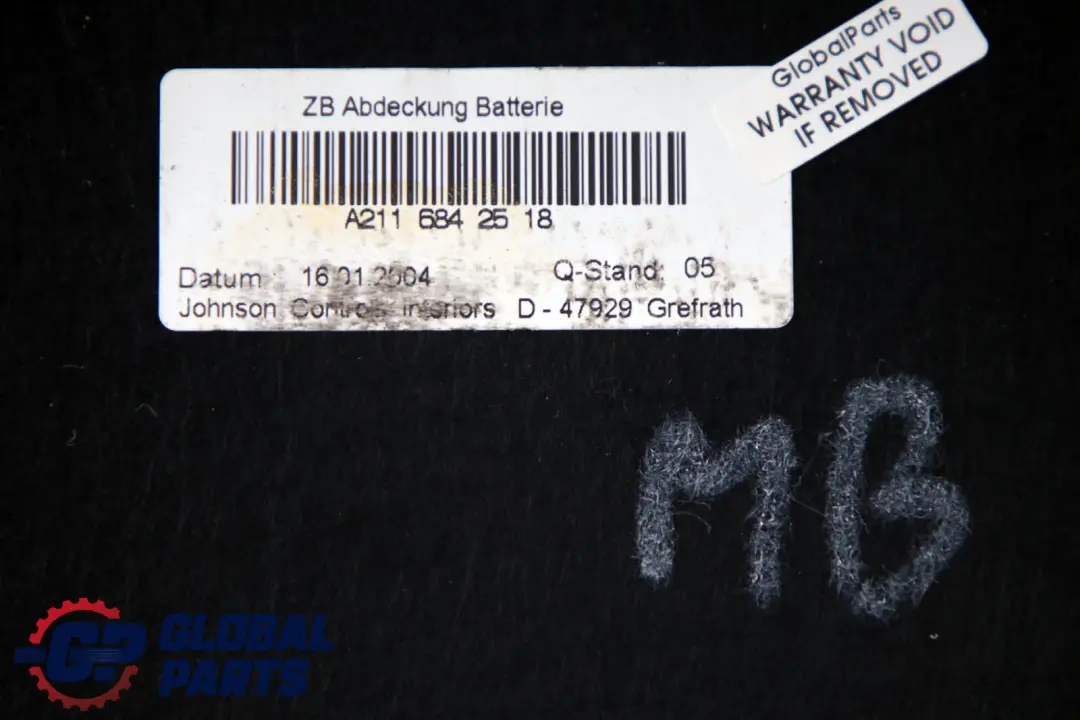 GlobalParts
WARRANTY VOID
IF REMOVED
ZB Abdeckung Batterie
A211 684 25 18
Datum 16.01.2004 Q-Stand: 05
Johnson Controls Interiors D - 47929 Grefrath
MB
GP GLOBAL
PARTS